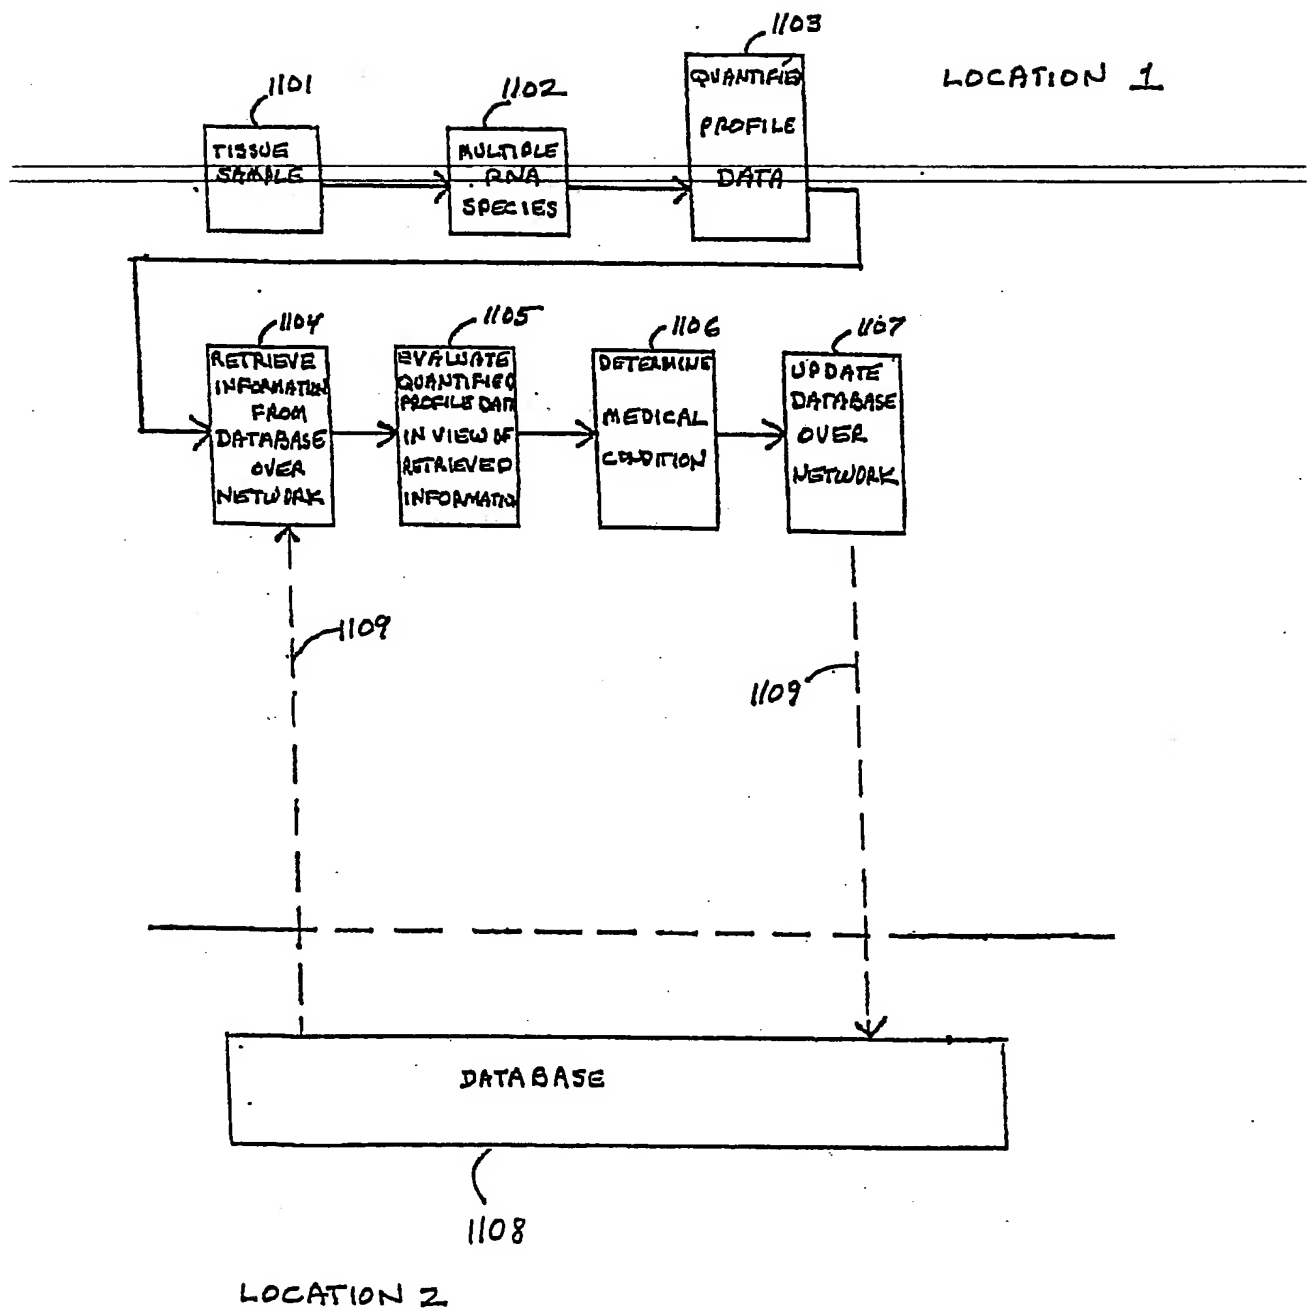 1103
LOCATION 1
1101
1102
QUANTIFIED
PROFILE
DATA
TISSUE
SAMPLE
MULTIPLE
RNA
SPECIES
1104
1105
1106
1107
RETRIEVE
INFORMATION
FROM
DATABASE
OVER
NETWORK
EVALUATE
QUANTIFIED
PROFILE DATA
IN VIEW OF
RETRIEVED
INFORMATIO
DETERMINE
MEDICAL
CONDITION
UPDATE
DATABASE
OVER
NETWORK
1109
1109
DATABASE
1108
LOCATION 2